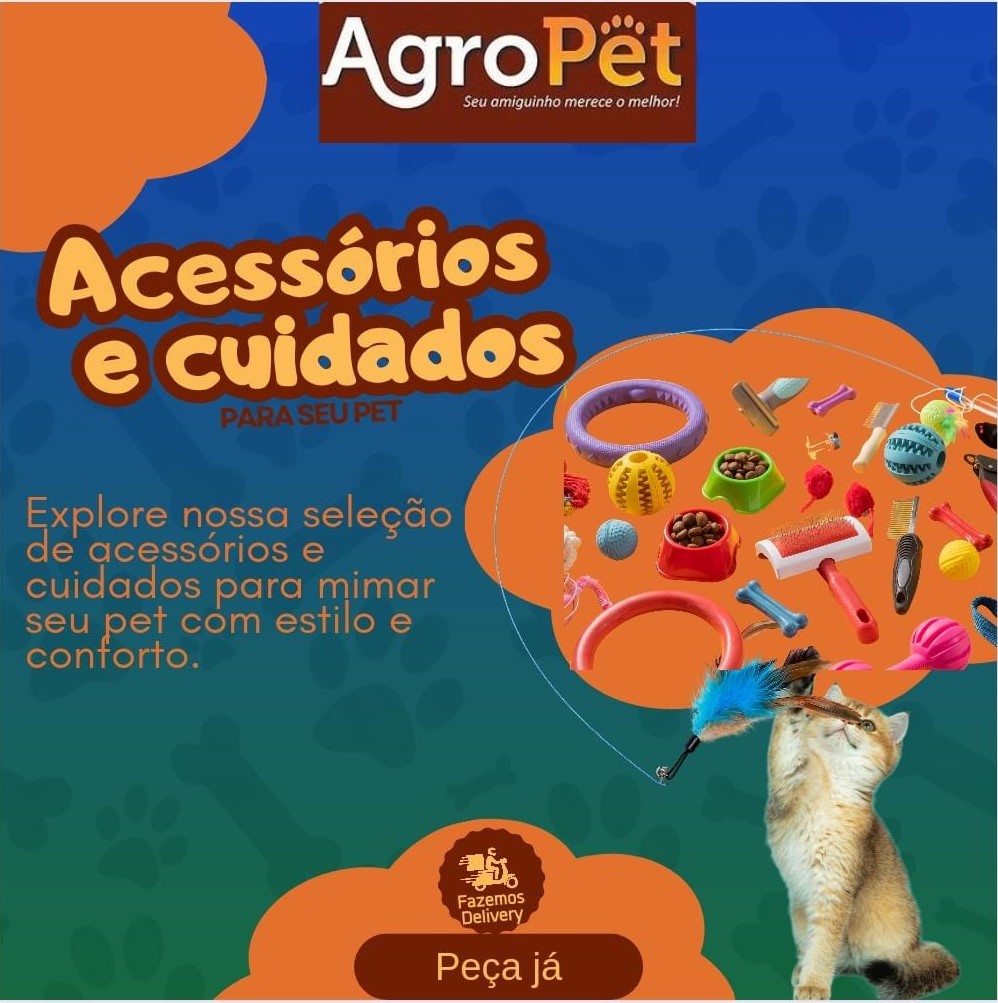 AgroPet
Seu amiguinho merece o melhor!
Acessórios
e cuidados
PARA SEU PET
Explore nossa seleção
de acessórios e
cuidados para mimar
seu pet com estilo e
conforto.
Fazemos
Delivery
Peça já